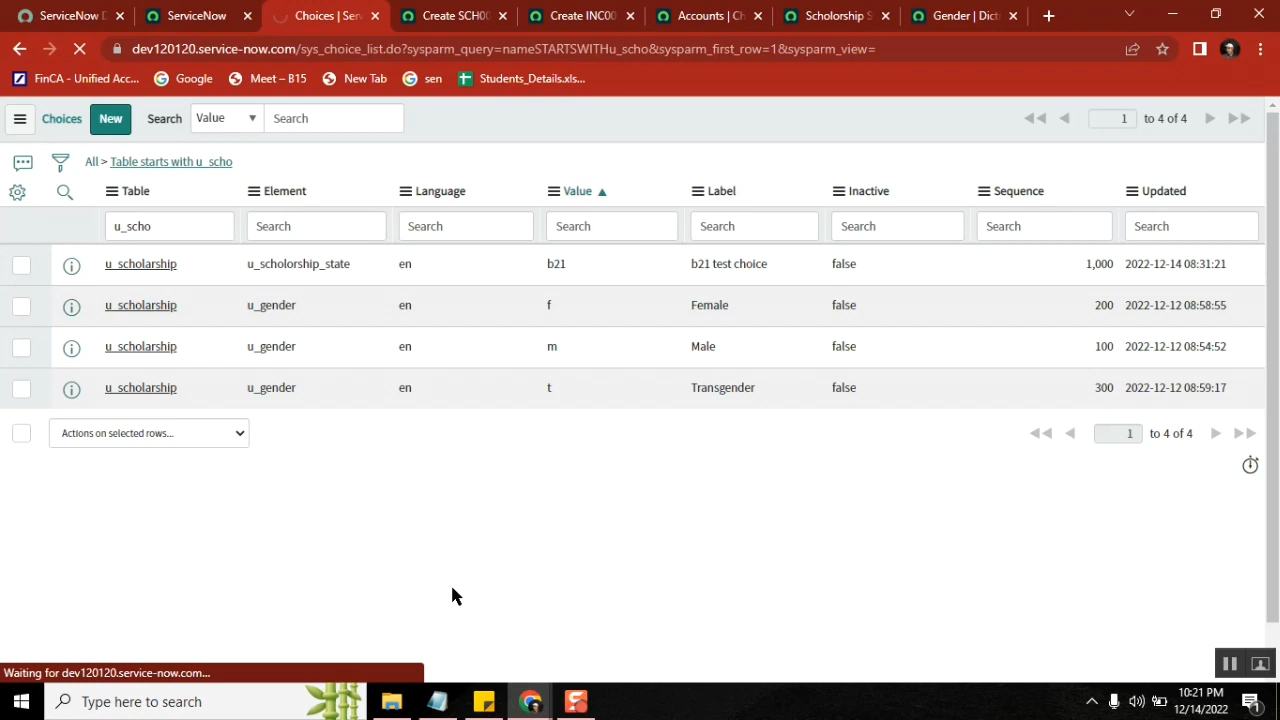 ServiceNow D
ServiceNow
Choices | Serv
Create SCH00
Create INC00
Accounts | Ch
Scholorship S
Gender | Dicti
dev120120.service-now.com/sys_choice_list.do?sysparm_query=nameSTARTSWITHu_scho&sysparm_first_row=1&sysparm_view=
FinCA - Unified Acc...
Google
Meet – B15
New Tab
sen
Students_Details.xls...
Choices New Search Value Search 1 to 4 of 4
All > Table starts with u_scho
Table Element Language Value Label Inactive Sequence Updated
u_scho Search Search Search Search Search Search Search
u_scholarship u_scholorship_state en b21 b21 test choice false 1,000 2022-12-14 08:31:21
u_scholarship u_gender en f Female false 200 2022-12-12 08:58:55
u_scholarship u_gender en m Male false 100 2022-12-12 08:54:52
u_scholarship u_gender en t Transgender false 300 2022-12-12 08:59:17
Actions on selected rows... 1 to 4 of 4
Waiting for dev120120.service-now.com...
Type here to search
10:21 PM
12/14/2022
1